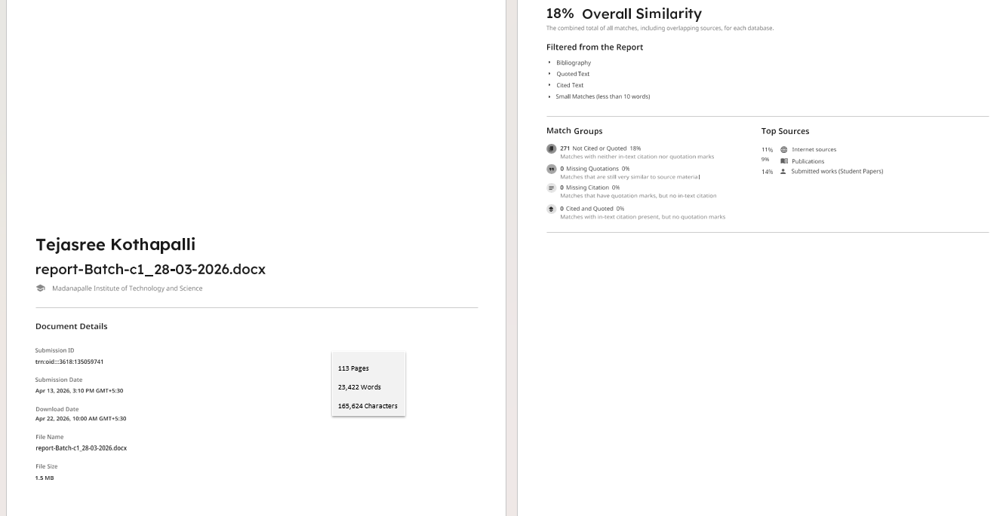 Tejasree Kothapalli
report-Batch-c1_28-03-2026.docx
Madanapalle Institute of Technology and Science
Document Details
Submission ID
trn:oid:::3618:135059741
Submission Date
Apr 13, 2026, 3:10 PM GMT+5:30
Download Date
Apr 22, 2026, 10:00 AM GMT+5:30
File Name
report-Batch-c1_28-03-2026.docx
File Size
1.5 MB
113 Pages
23,422 Words
165,624 Characters
18% Overall Similarity
The combined total of all matches, including overlapping sources, for each database.
Filtered from the Report
Bibliography
Quoted Text
Cited Text
Small Matches (less than 10 words)
Match Groups
271 Not Cited or Quoted 18%
Matches with neither in-text citation nor quotation marks
0 Missing Quotations 0%
Matches that are still very similar to source material
0 Missing Citation 0%
Matches that have quotation marks, but no in-text citation
0 Cited and Quoted 0%
Matches with in-text citation present, but no quotation marks
Top Sources
11% Internet sources
9% Publications
14% Submitted works (Student Papers)